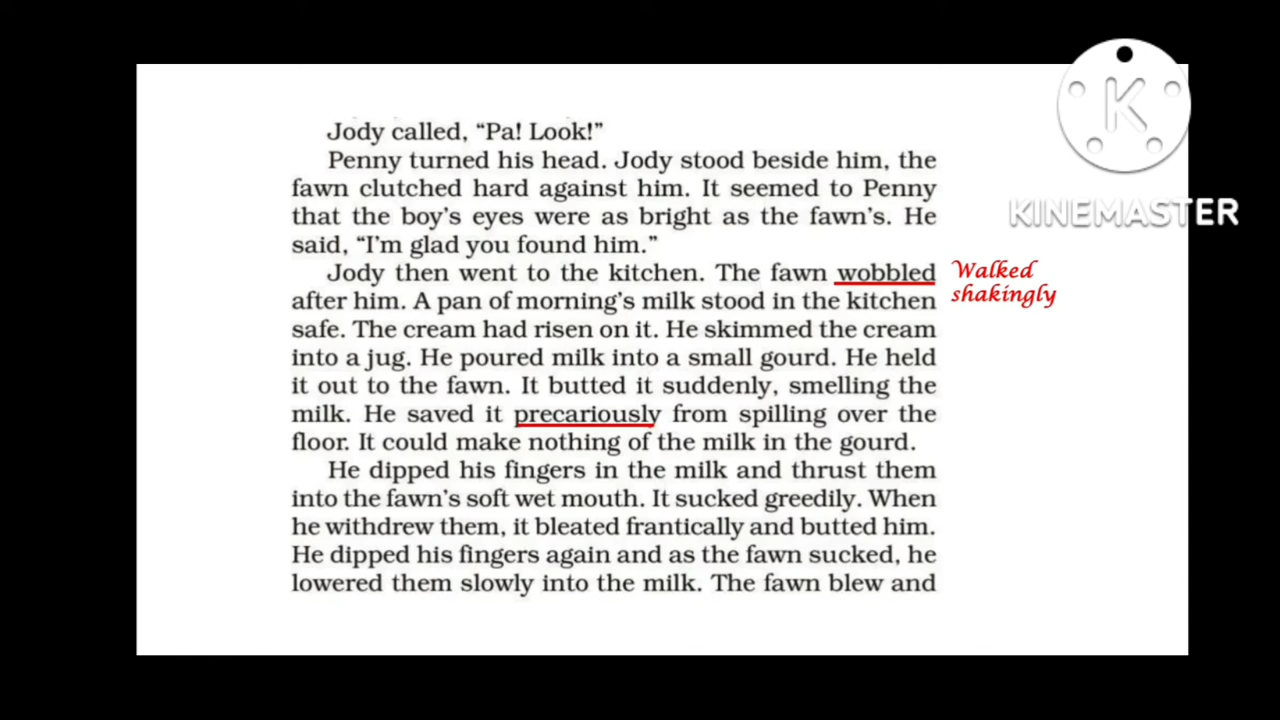 Jody called, “Pa! Look!”
Penny turned his head. Jody stood beside him, the
fawn clutched hard against him. It seemed to Penny
that the boy’s eyes were as bright as the fawn’s. He
said, “I’m glad you found him.”
Jody then went to the kitchen. The fawn wobbled
after him. A pan of morning’s milk stood in the kitchen
safe. The cream had risen on it. He skimmed the cream
into a jug. He poured milk into a small gourd. He held
it out to the fawn. It butted it suddenly, smelling the
milk. He saved it precariously from spilling over the
floor. It could make nothing of the milk in the gourd.
He dipped his fingers in the milk and thrust them
into the fawn’s soft wet mouth. It sucked greedily. When
he withdrew them, it bleated frantically and butted him.
He dipped his fingers again and as the fawn sucked, he
lowered them slowly into the milk. The fawn blew and
Walked
shakingly
K
KINEMASTER